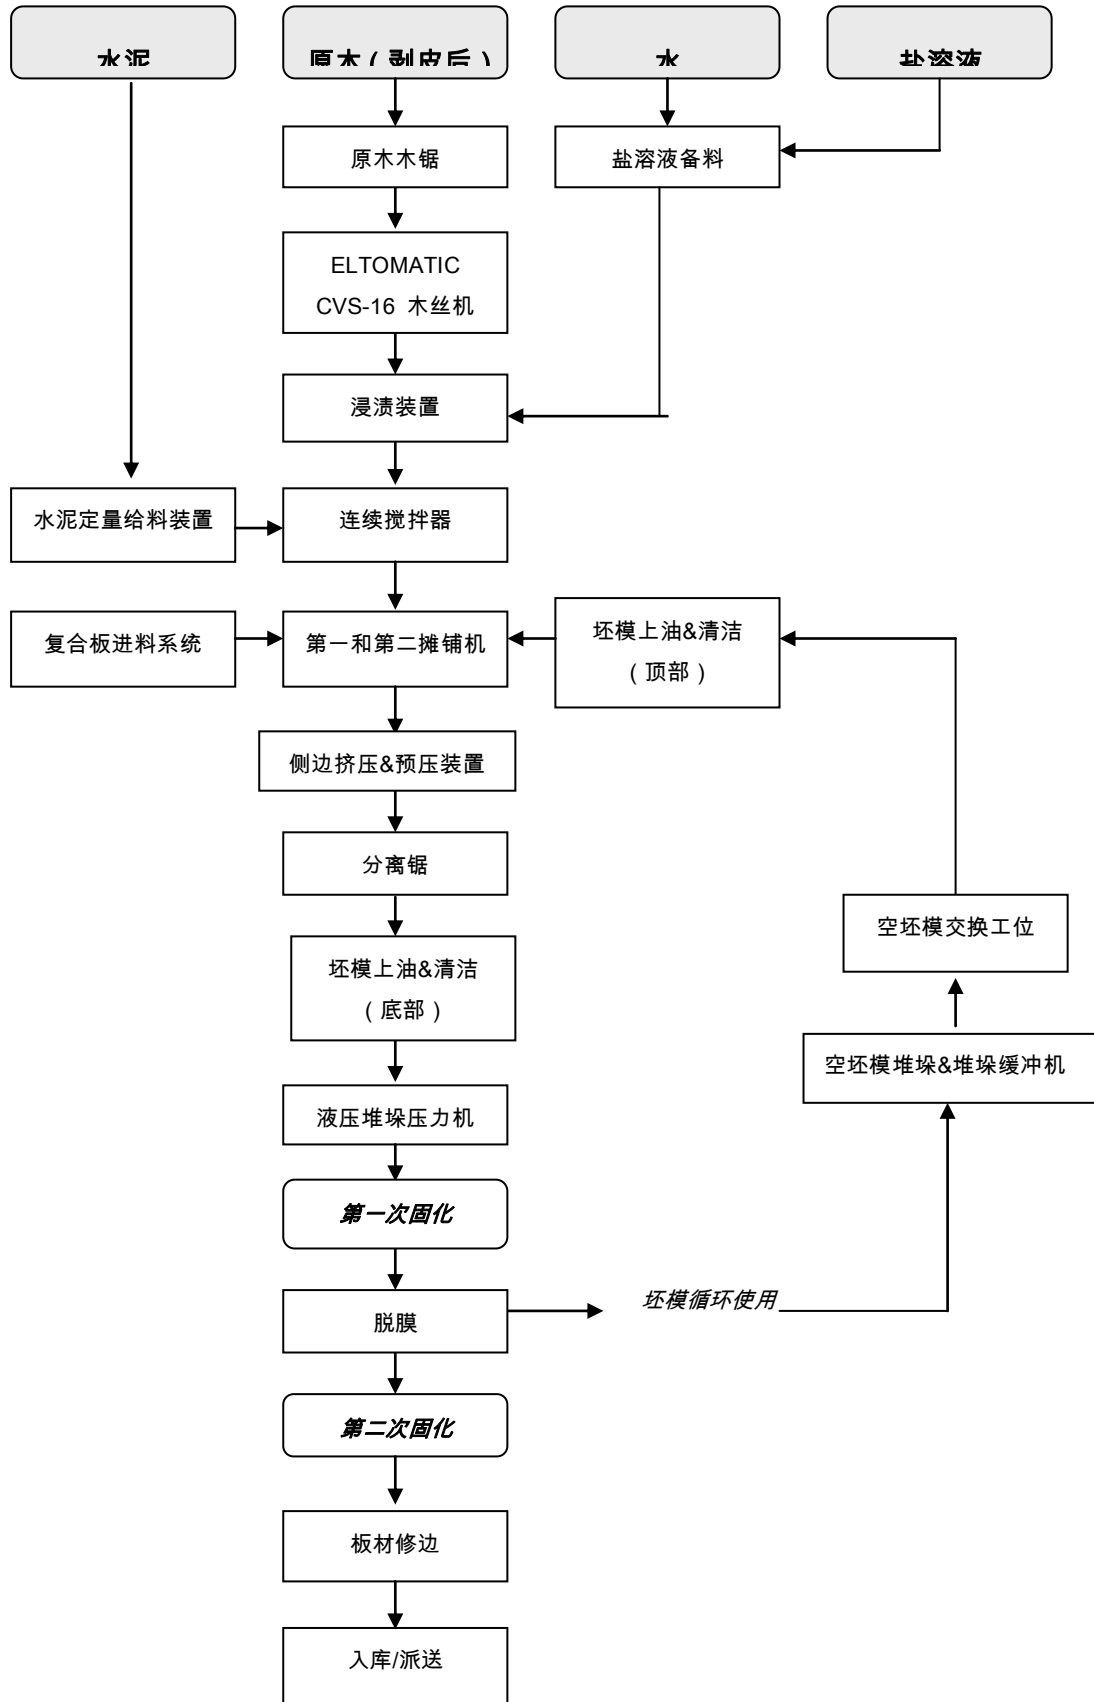 水泥
原木（剥皮后）
水
盐溶液
原木木锯
盐溶液备料
ELTOMATIC
CVS-16 木丝机
浸渍装置
水泥定量给料装置
连续搅拌器
复合板进料系统
第一和第二摊铺机
坯模上油&清洁
（顶部）
侧边挤压&预压装置
分离锯
空坯模交换工位
坯模上油&清洁
（底部）
空坯模堆垛&堆垛缓冲机
液压堆垛压力机
第一次固化
脱膜
坯模循环使用
第二次固化
板材修边
入库/派送